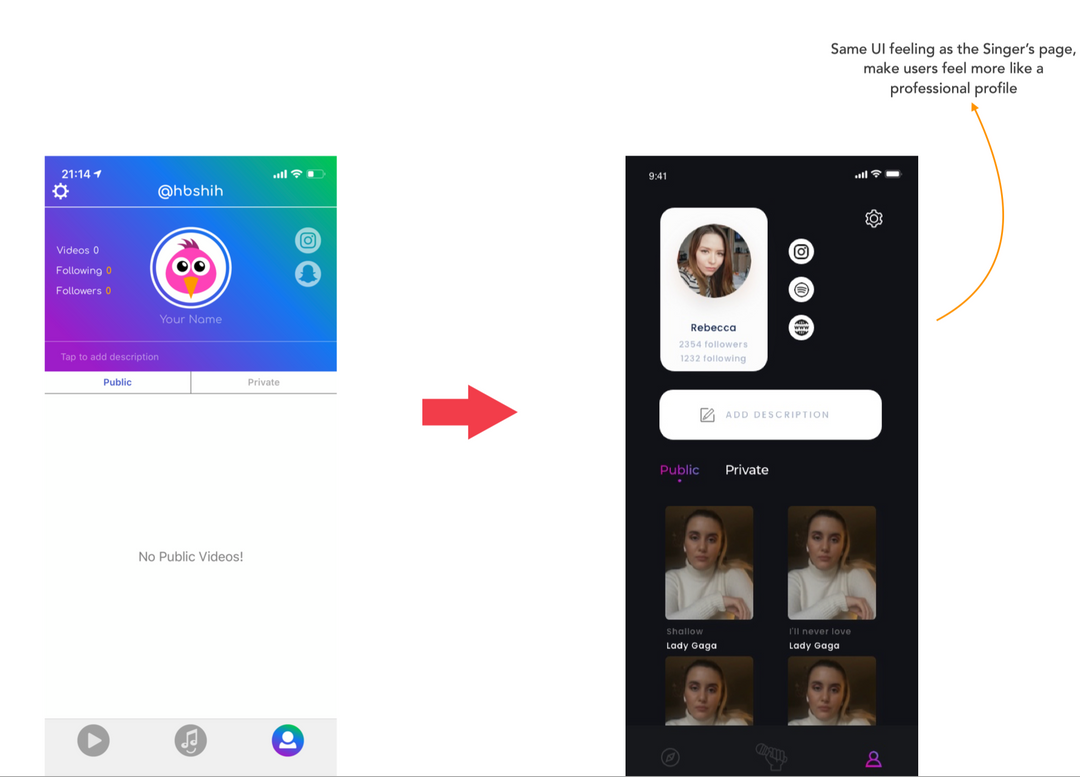 Same UI feeling as the Singer's page,
make users feel more like a
professional profile
21:14
@hbshih
Videos 0
Following 0
Followers 0
Your Name
Tap to add description
Public
Private
No Public Videos!
9:41
Rebecca
2354 followers
1232 following
WWW
ADD DESCRIPTION
Public
Private
Shallow
Lady Gaga
I'll never love
Lady Gaga